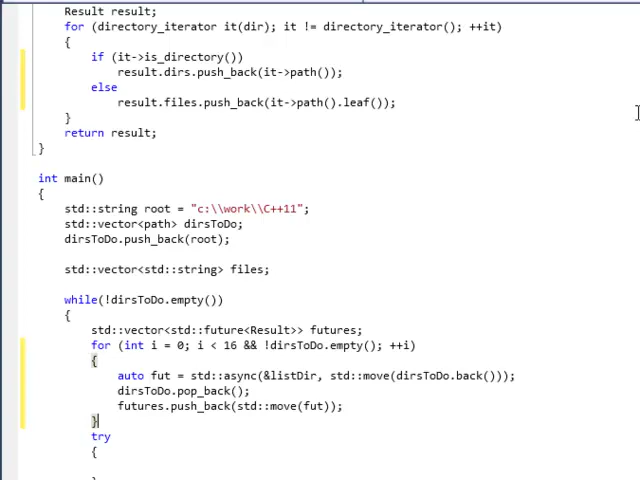 Result result;
for (directory_iterator it(dir); it != directory_iterator(); ++it)
{
if (it->is_directory())
result.dirs.push_back(it->path());
else
result.files.push_back(it->path().leaf());
}
return result;
}
int main()
{
std::string root = "c:\\work\\C++11";
std::vector<path> dirsToDo;
dirsToDo.push_back(root);
std::vector<std::string> files;
while(!dirsToDo.empty())
{
std::vector<std::future<Result>> futures;
for (int i = 0; i < 16 && !dirsToDo.empty(); ++i)
{
auto fut = std::async(&listDir, std::move(dirsToDo.back()));
dirsToDo.pop_back();
futures.push_back(std::move(fut));
}
try
{
}